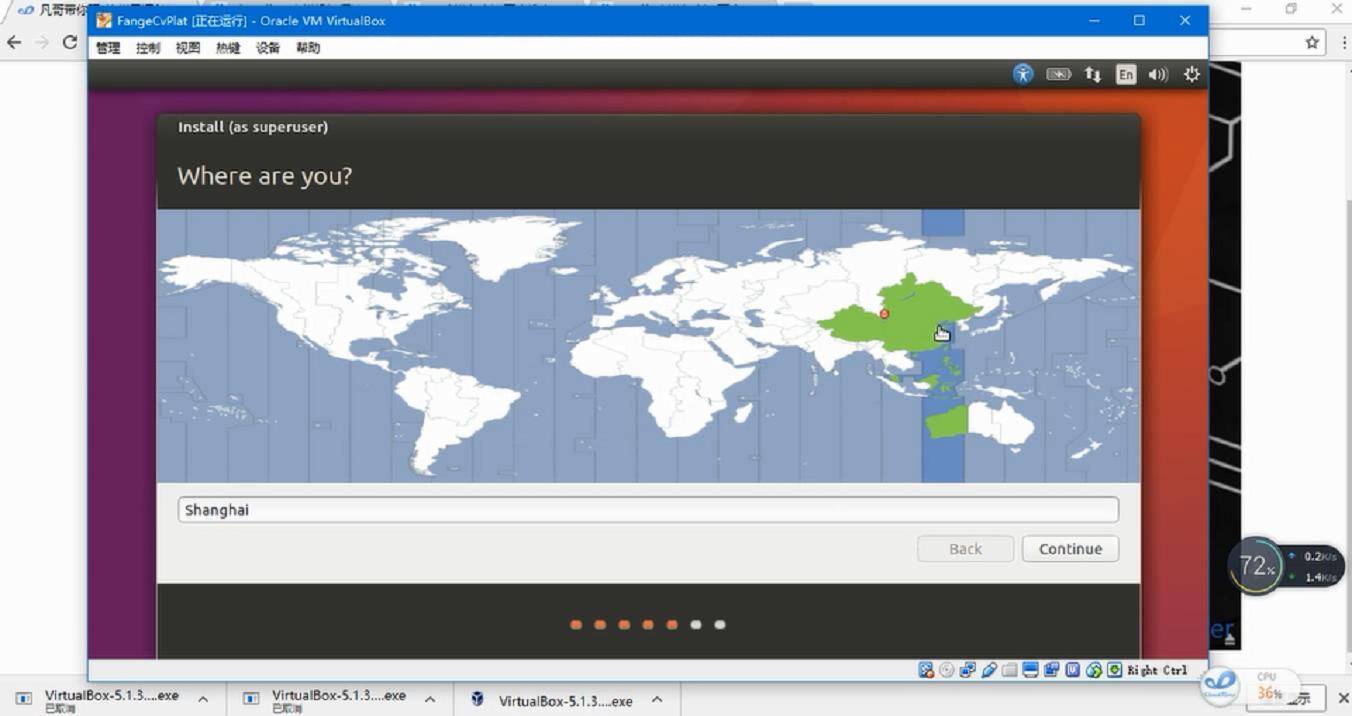 凡哥带你
FangeCvPlat [正在运行] - Oracle VM VirtualBox
管理 控制 视图 热键 设备 帮助
En
Install (as superuser)
Where are you?
Shanghai
Back Continue
72%
0.2K/s
1.4K/s
er
Right Ctrl
VirtualBox-5.1.3....exe
已取消
VirtualBox-5.1.3....exe
已取消
VirtualBox-5.1.3....exe
CPU
36%
显示